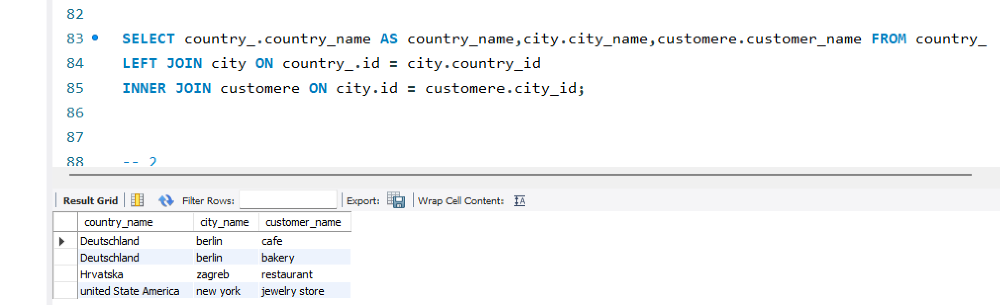 82
83 SELECT country_.country_name AS country_name,city.city_name,customere.customer_name FROM country_
84 LEFT JOIN city ON country_.id = city.country_id
85 INNER JOIN customere ON city.id = customere.city_id;
86
87
88 -- 2
Result Grid Filter Rows: Export: Wrap Cell Content: IA
country_name city_name customer_name
Deutschland berlin cafe
Deutschland berlin bakery
Hrvatska zagreb restaurant
united State America new york jewelry store